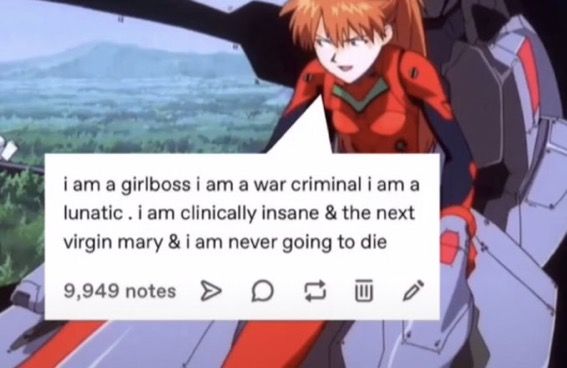 i am a girlboss i am a war criminal i am a
lunatic . i am clinically insane & the next
virgin mary & i am never going to die
9,949 notes